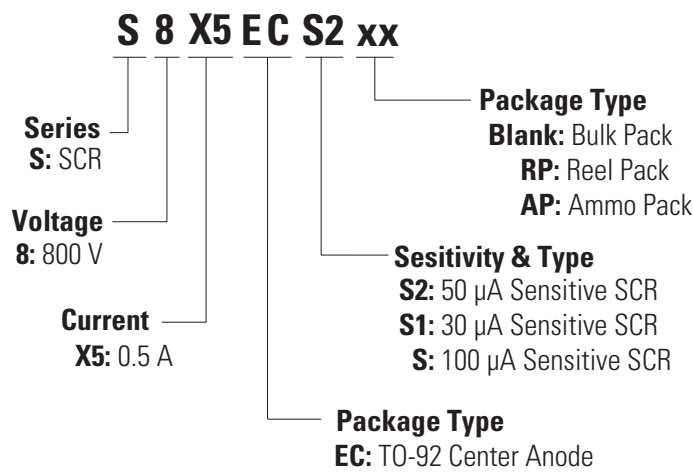 S 8 X5 EC S2 xx
Package Type
Blank: Bulk Pack
RP: Reel Pack
AP: Ammo Pack
Series
S: SCR
Voltage
8: 800 V
Sesitivity & Type
S2: 50 μA Sensitive SCR
S1: 30 μA Sensitive SCR
S: 100 μA Sensitive SCR
Current
X5: 0.5 A
Package Type
EC: TO-92 Center Anode